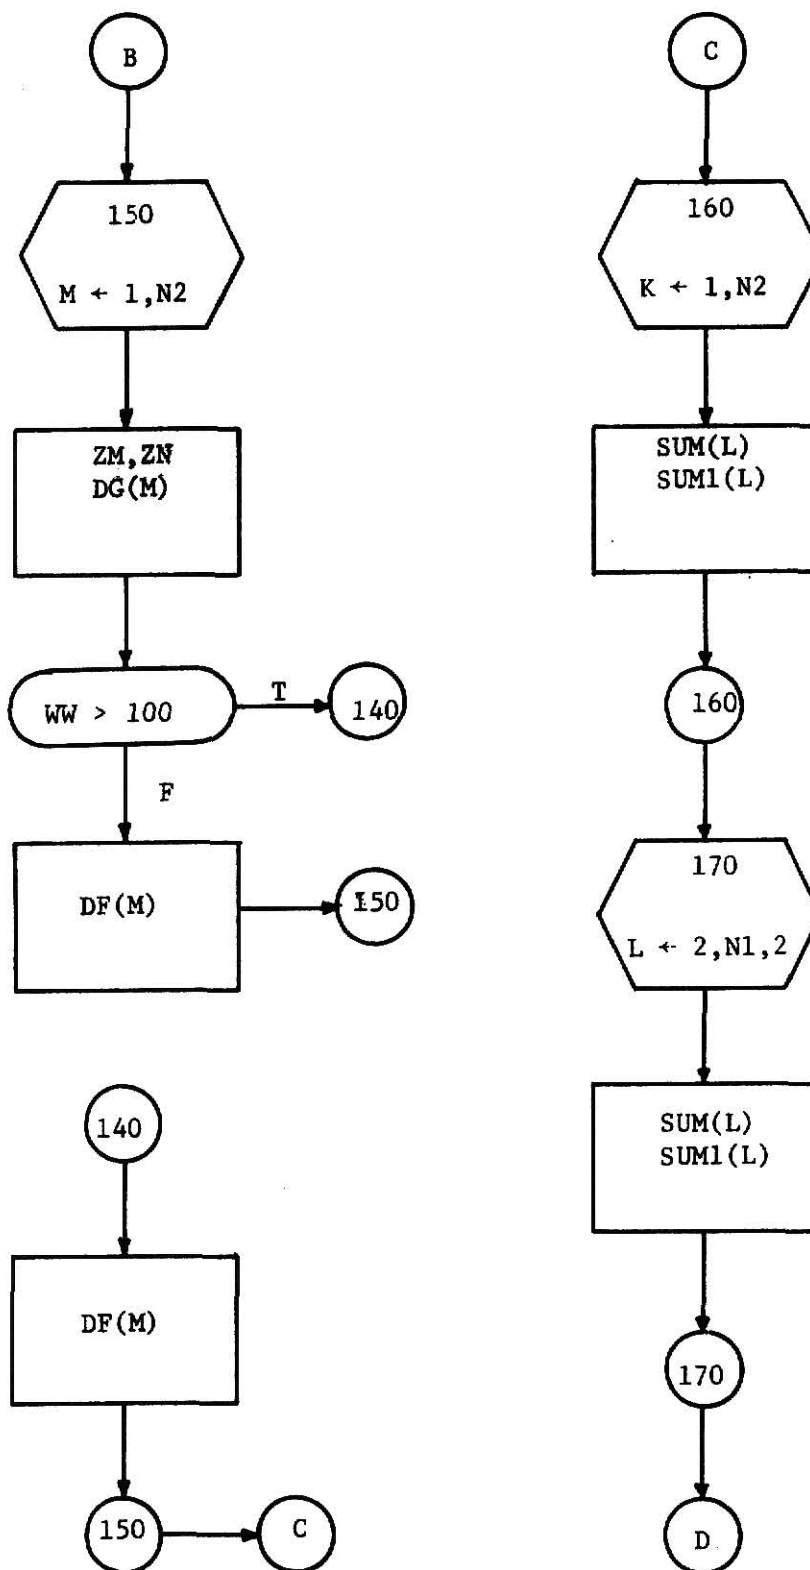 B
150
M ← 1,N2
ZM,ZN
DG(M)
WW > 100
T
140
F
DF(M)
150
140
DF(M)
150
C
C
160
K ← 1,N2
SUM(L)
SUM1(L)
160
170
L ← 2,N1,2
SUM(L)
SUM1(L)
170
D